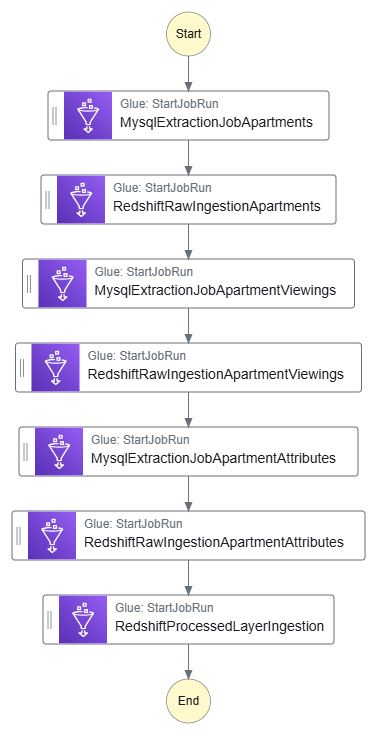 Start
Glue: StartJobRun
MysqlExtractionJobApartments
Glue: StartJobRun
RedshiftRawIngestionApartments
Glue: StartJobRun
MysqlExtractionJobApartmentViewings
Glue: StartJobRun
RedshiftRawIngestionApartmentViewings
Glue: StartJobRun
MysqlExtractionJobApartmentAttributes
Glue: StartJobRun
RedshiftRawIngestionApartmentAttributes
Glue: StartJobRun
RedshiftProcessedLayerIngestion
End